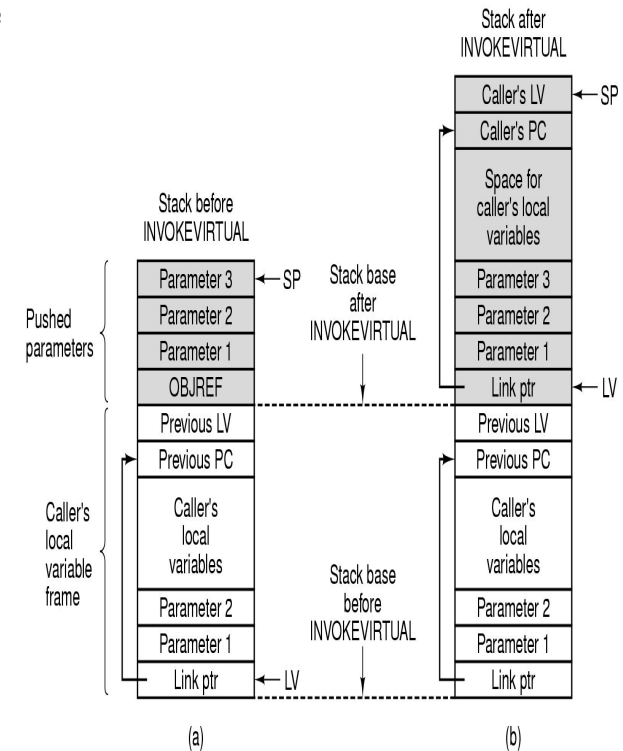 Stack after
INVOKEVIRTUAL
Caller's LV
SP
Caller's PC
Space for
caller's local
variables
Stack before
INVOKEVIRTUAL
Parameter 3
SP
Parameter 2
Parameter 1
OBJREF
Pushed
parameters
Stack base
after
INVOKEVIRTUAL
Parameter 3
Parameter 2
Parameter 1
Link ptr
LV
Previous LV
Previous PC
Caller's
local
variables
Parameter 2
Parameter 1
Link ptr
LV
Caller's
local
variable
frame
Stack base
before
INVOKEVIRTUAL
Previous LV
Previous PC
Caller's
local
variables
Parameter 2
Parameter 1
Link ptr
(a)
(b)